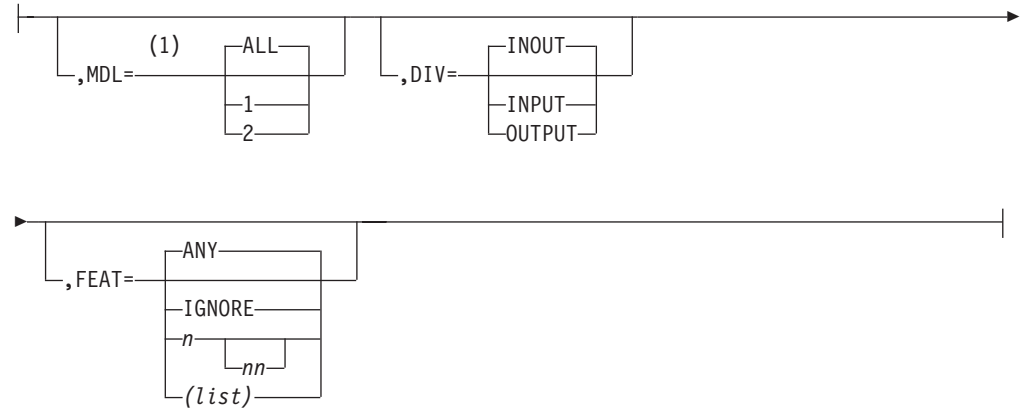 (1) ALL INOUT
,MDL= ,DIV=
1 INPUT
2 OUTPUT
ANY
,FEAT=
IGNORE
n
nn
(list)